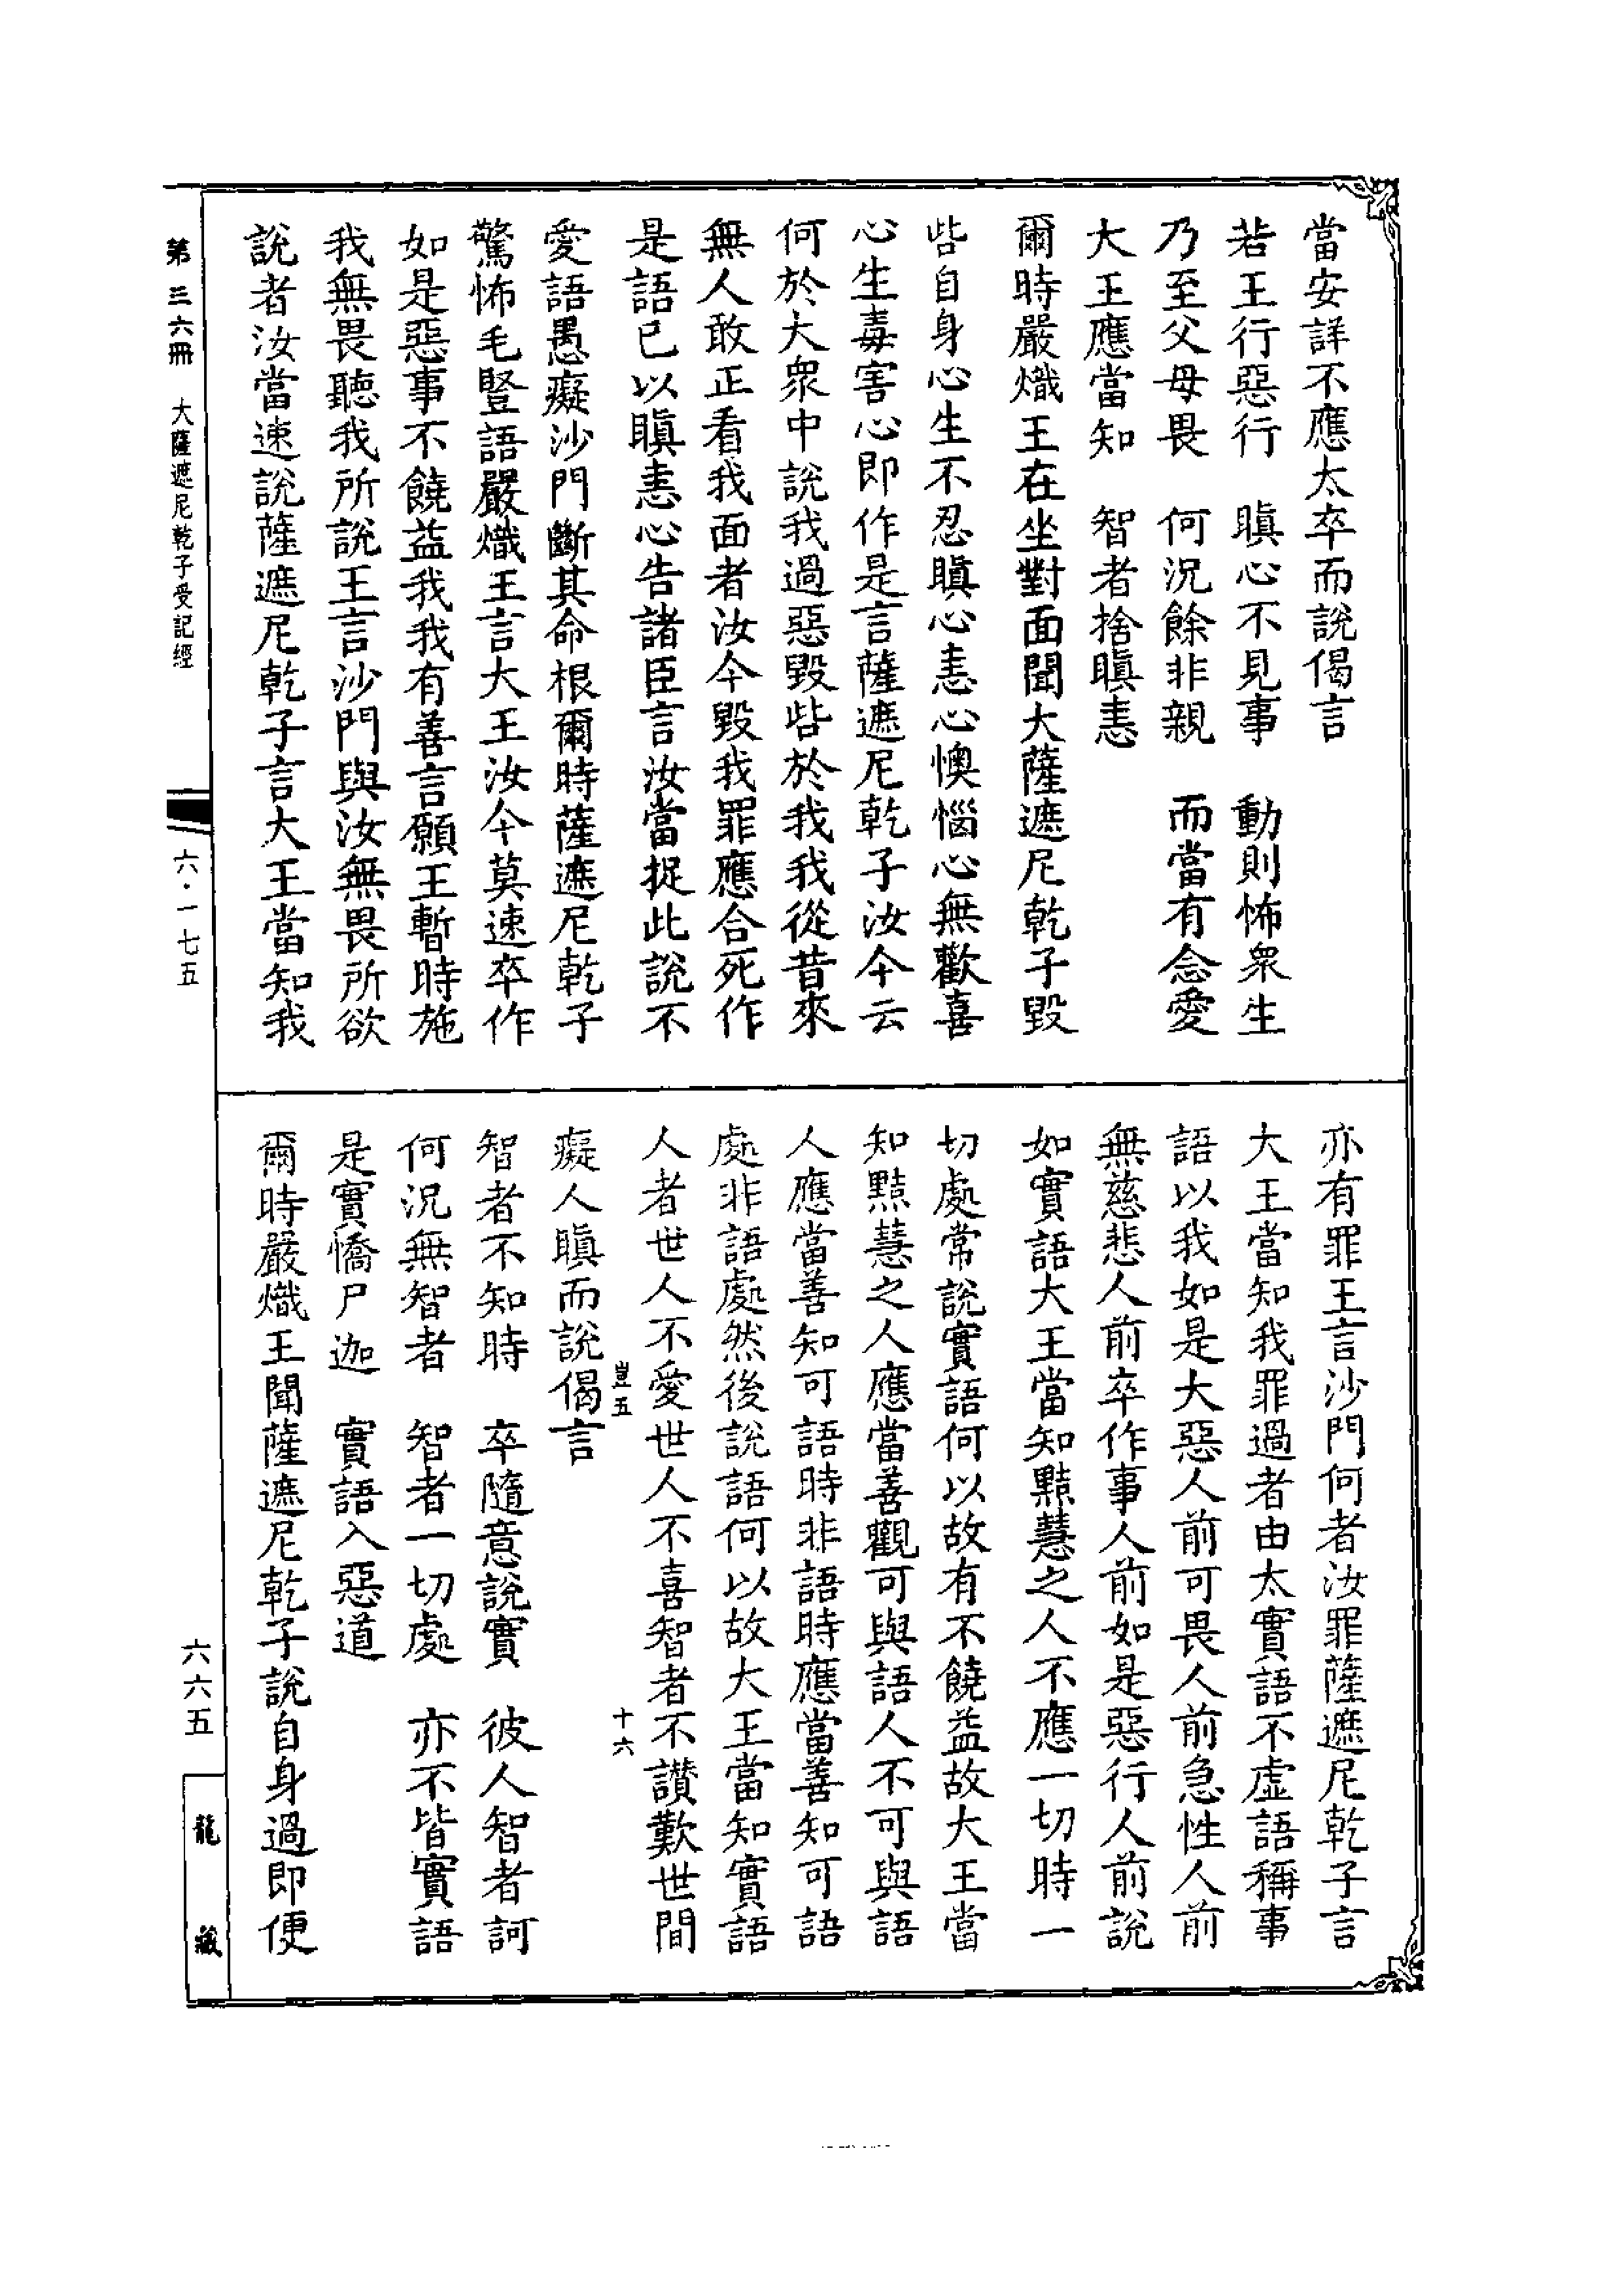 當安詳不應太卒而說偈言
若王行惡行　瞋心不見事　動則怖衆生
乃至父母畏　何況餘非親　而當有念愛
大王應當知　智者捨瞋恚
爾時嚴熾王在坐對面聞大薩遮尼乾子毀
呰自身心生不忍瞋心恚心懊惱心無歡喜
心生毒害心即作是言薩遮尼乾子汝今云
何於大衆中說我過惡毀呰於我我從昔來
無人敢正看我面者汝今毀我罪應合死作
是語已以瞋恚心告諸臣言汝當捉此說不
愛語愚癡沙門斷其命根爾時薩遮尼乾子
驚怖毛豎語嚴熾王言大王汝今莫速卒作
如是惡事不饒益我我有善言願王暫時施
我無畏聽我所說王言沙門與汝無畏所欲
說者汝當速說薩遮尼乾子言大王當知我
亦有罪王言沙門何者汝罪薩遮尼乾子言
大王當知我罪過者由太實語不虛語稱事
語以我如是大惡人前可畏人前急性人前
無慈悲人前卒作事人前如是惡行人前說
如實語大王當知黠慧之人不應一切時一
切處常說實語何以故有不饒益故大王當
知黠慧之人應當善觀可與語人不可與語
人應當善知可語時非語時應當善知可語
處非語處然後說語何以故大王當知實語
人者世人不愛世人不喜智者不讃歎世間
豈五　十六
癡人瞋而說偈言
智者不知時　卒隨意說實　彼人智者訶
何況無智者　智者一切處　亦不皆實語
是實憍尸迦　實語入惡道
爾時嚴熾王聞薩遮尼乾子說自身過即便
第三六冊　大薩遮尼乾子受記經
六·一七五
六六五
龍藏